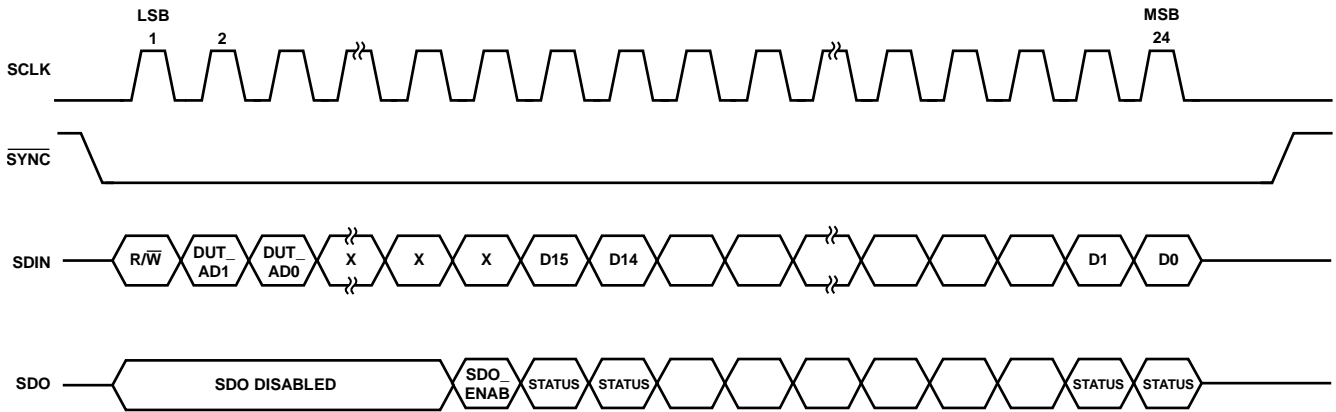 LSB MSB
1 2 24
SCLK
SYNC
SDIN R/W DUT_ AD1 DUT_ AD0 X X X D15 D14 D1 D0
SDO SDO DISABLED SDO_ ENAB STATUS STATUS STATUS STATUS